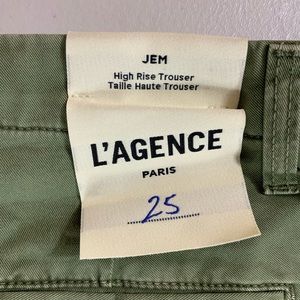 JEM
High Rise Trouser
Taille Haute Trouser
L'AGENCE
PARIS
25